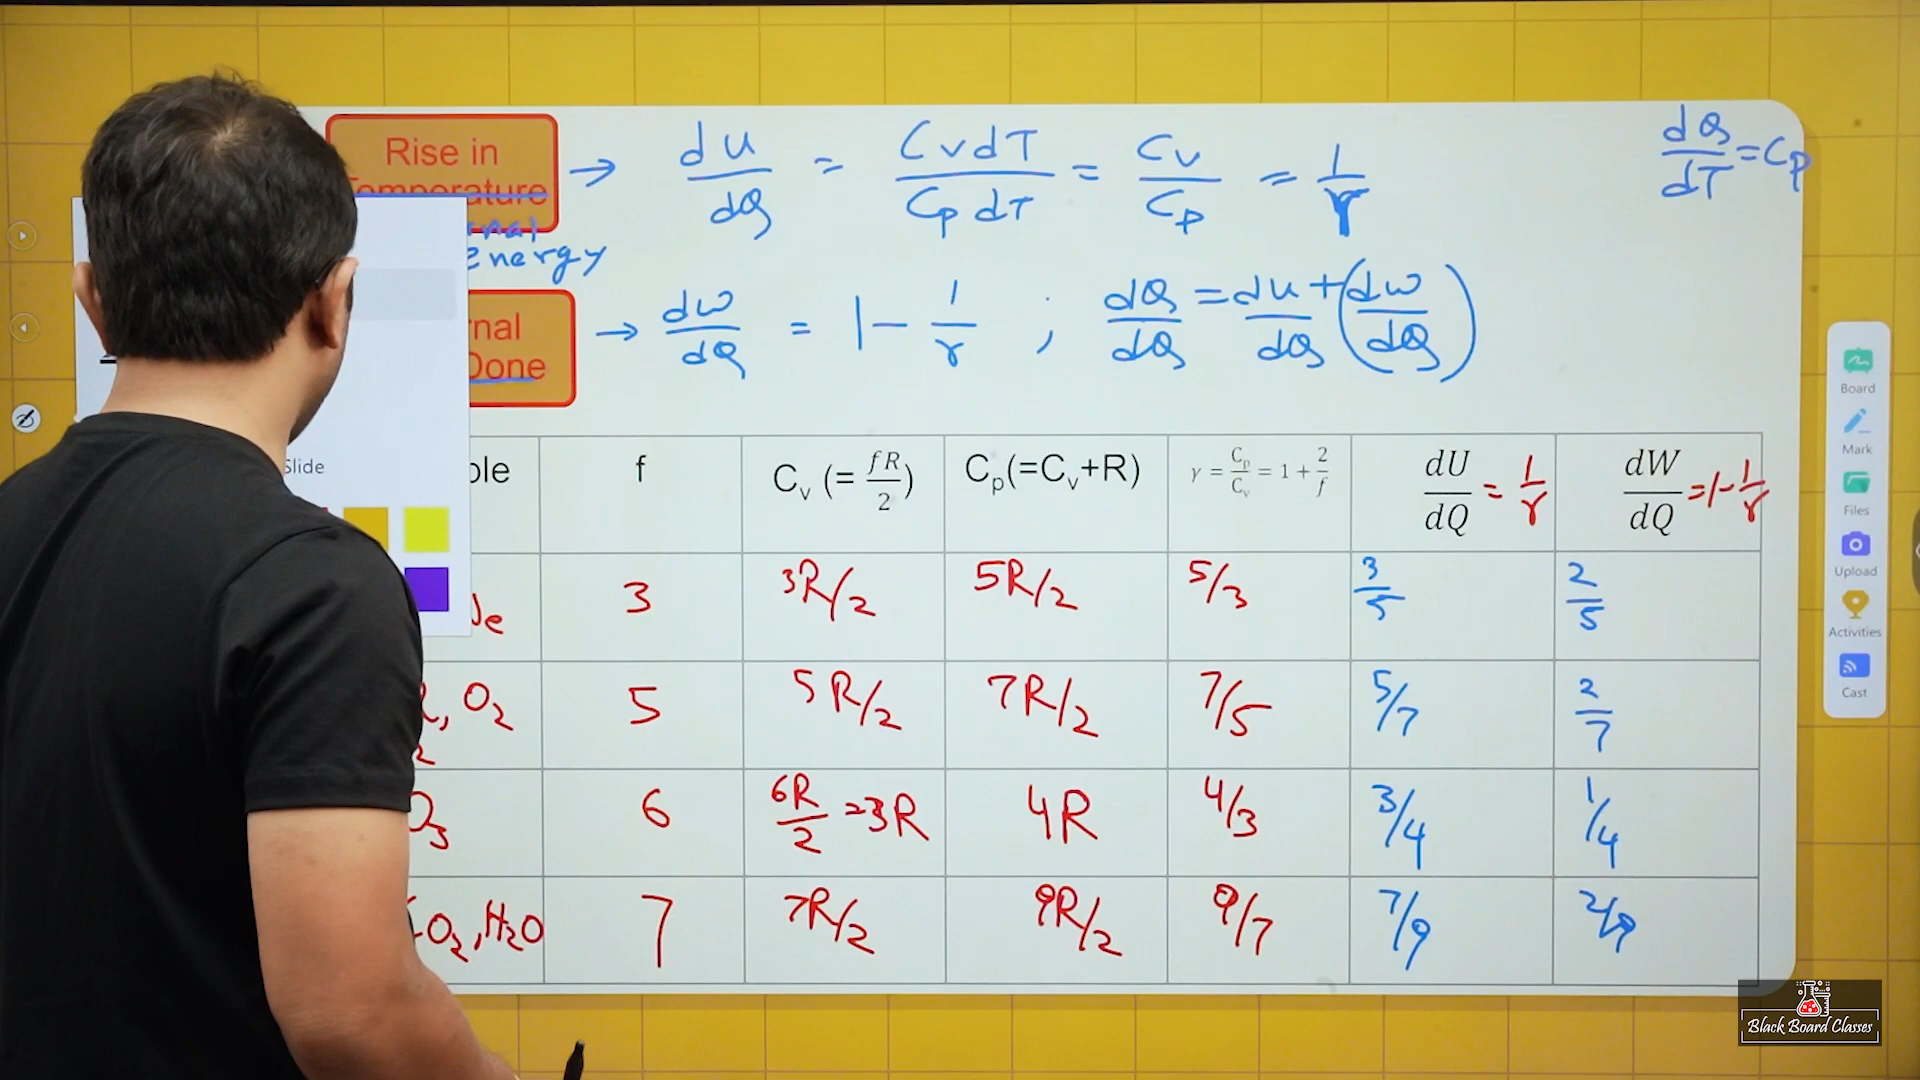 Rise in
Temperature
energy
Done
dU/dQ = CvdT/CpdT = Cv/Cp = 1/γ
dQ/dT = Cp
dW/dQ = 1 - 1/γ ; dQ/dQ = dU/dQ + (dW/dQ)
Slide
f
Cv (= fR/2)
Cp(=Cv+R)
γ = Cp/Cv = 1 + 2/f
dU/dQ = 1/γ
dW/dQ = 1 - 1/γ
3 3R/2 5R/2 5/3 3/5 2/5
, O2 5 5R/2 7R/2 7/5 5/7 2/7
O3 6 6R/2 = 3R 4R 4/3 3/4 1/4
CO2, H2O 7 7R/2 9R/2 9/7 7/9 2/9
Board
Mark
Files
Upload
Activities
Cast
Black Board Classes